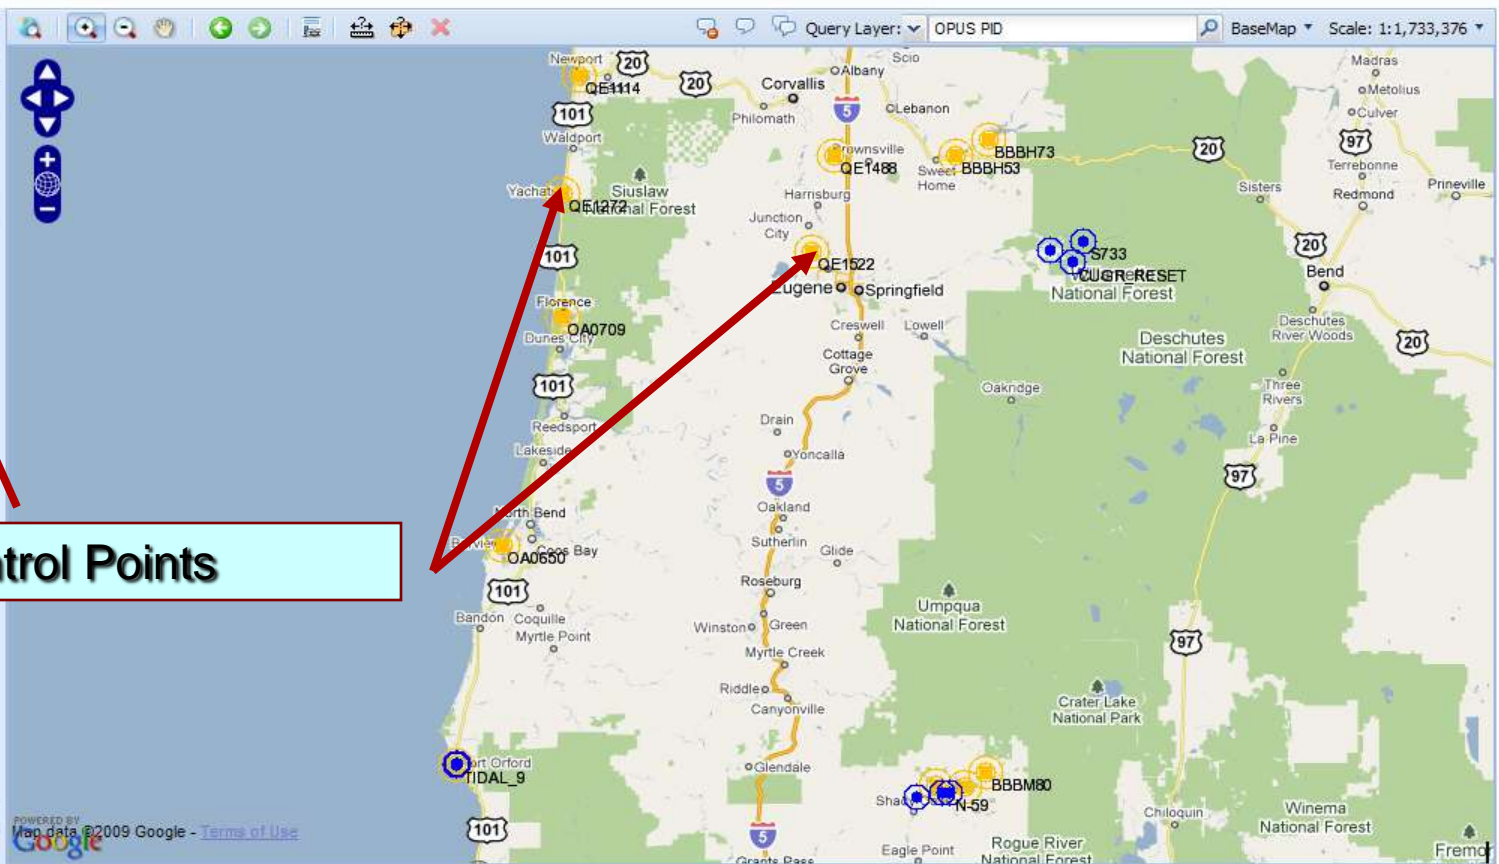 Query Layer:
OPUS PID
BaseMap
Scale: 1:1,733,376
Newport
20
QE1114
20
Corvallis
Albany
Scio
Philomath
5
Lebanon
Madras
Metolius
Culver
101
Waldport
Brownsville
QE1488
Sweet
Home
BBBH53
BBBH73
20
97
Terrebonne
Redmond
Prineville
Sisters
Yachats
QE1272
Siuslaw
National Forest
Harrisburg
Junction
City
101
QE1522
Eugene
Springfield
S733
CUGR_RESET
National Forest
20
Bend
Florence
OA0709
Dunes City
Creswell
Lowell
Cottage
Grove
Deschutes
National Forest
Deschutes
River Woods
20
101
Reedsport
Lakeside
Drain
Yoncalla
Oakridge
Three
Rivers
La Pine
97
5
Oakland
Sutherlin
Glide
North Bend
Coos Bay
OA0650
Barview
trol Points
101
Roseburg
Umpqua
National Forest
Bandon
Coquille
Myrtle Point
Winston
Green
Myrtle Creek
97
Riddle
Canyonville
Crater Lake
National Park
Port Orford
TIDAL_9
Glendale
BBBM80
N-59
Chiloquin
Winema
National Forest
POWERED BY
Google
Map data ©2009 Google - Terms of Use
101
5
Grants Pass
Eagle Point
Rogue River
National Forest